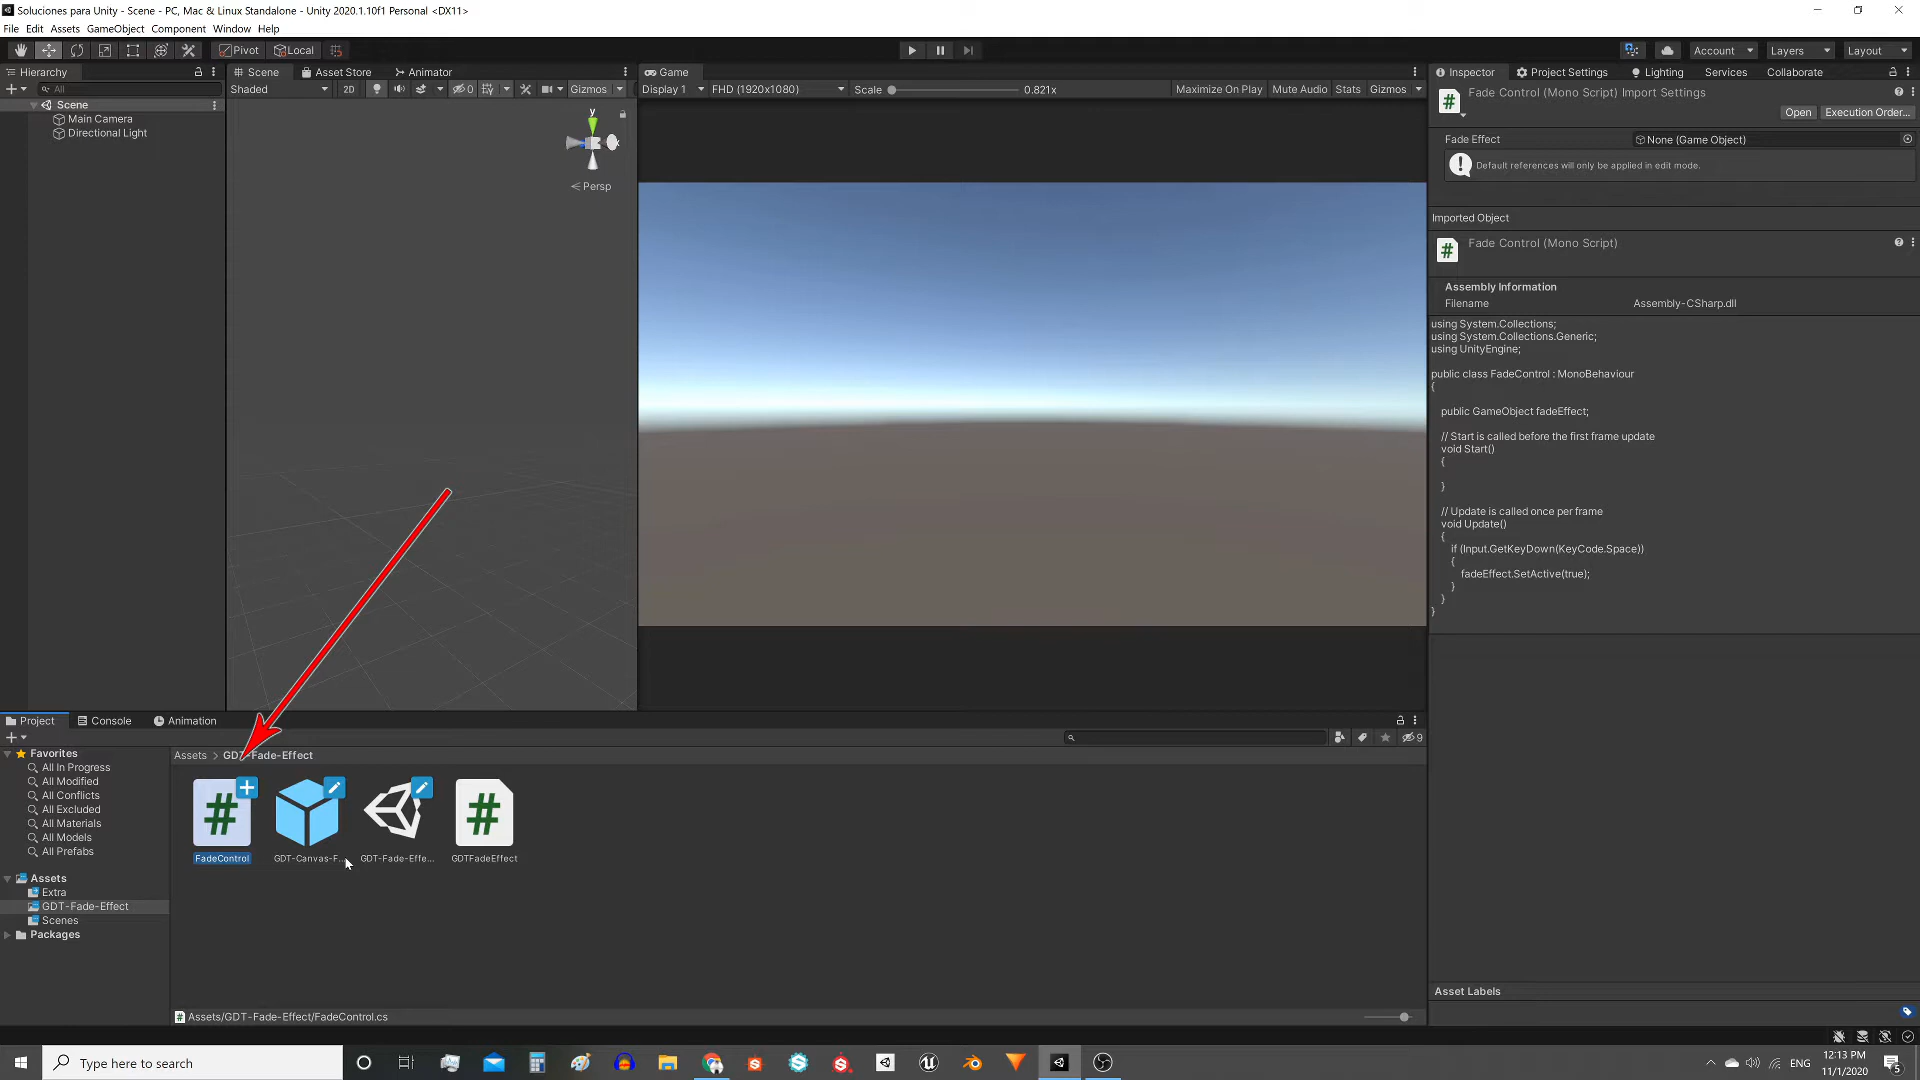 Soluciones para Unity - Scene - PC, Mac & Linux Standalone - Unity 2020.1.10f1 Personal <DX11>
File Edit Assets GameObject Component Window Help
Pivot Local Account Layers Layout
Hierarchy Scene Asset Store Animator Game Inspector Project Settings Lighting Services Collaborate
All Shaded 2D 0 Gizmos Display 1 FHD (1920x1080) Scale 0.821x Maximize On Play Mute Audio Stats Gizmos
Fade Control (Mono Script) Import Settings
Open Execution Order...
Scene
Main Camera
Directional Light
y
x
Persp
Fade Effect None (Game Object)
Default references will only be applied in edit mode.
Imported Object
Fade Control (Mono Script)
Assembly Information
Filename Assembly-CSharp.dll
using System.Collections;
using System.Collections.Generic;
using UnityEngine;
public class FadeControl : MonoBehaviour
{
public GameObject fadeEffect;
// Start is called before the first frame update
void Start()
{
}
// Update is called once per frame
void Update()
{
if (Input.GetKeyDown(KeyCode.Space))
{
fadeEffect.SetActive(true);
}
}
}
Project Console Animation
9
Favorites
All In Progress
All Modified
All Conflicts
All Excluded
All Materials
All Models
All Prefabs
Assets
Extra
GDT-Fade-Effect
Scenes
Packages
Assets > GDT-Fade-Effect
FadeControl GDT-Canvas-F... GDT-Fade-Effe... GDTFadeEffect
Assets/GDT-Fade-Effect/FadeControl.cs
Asset Labels
Type here to search
ENG
12:13 PM
11/1/2020
5